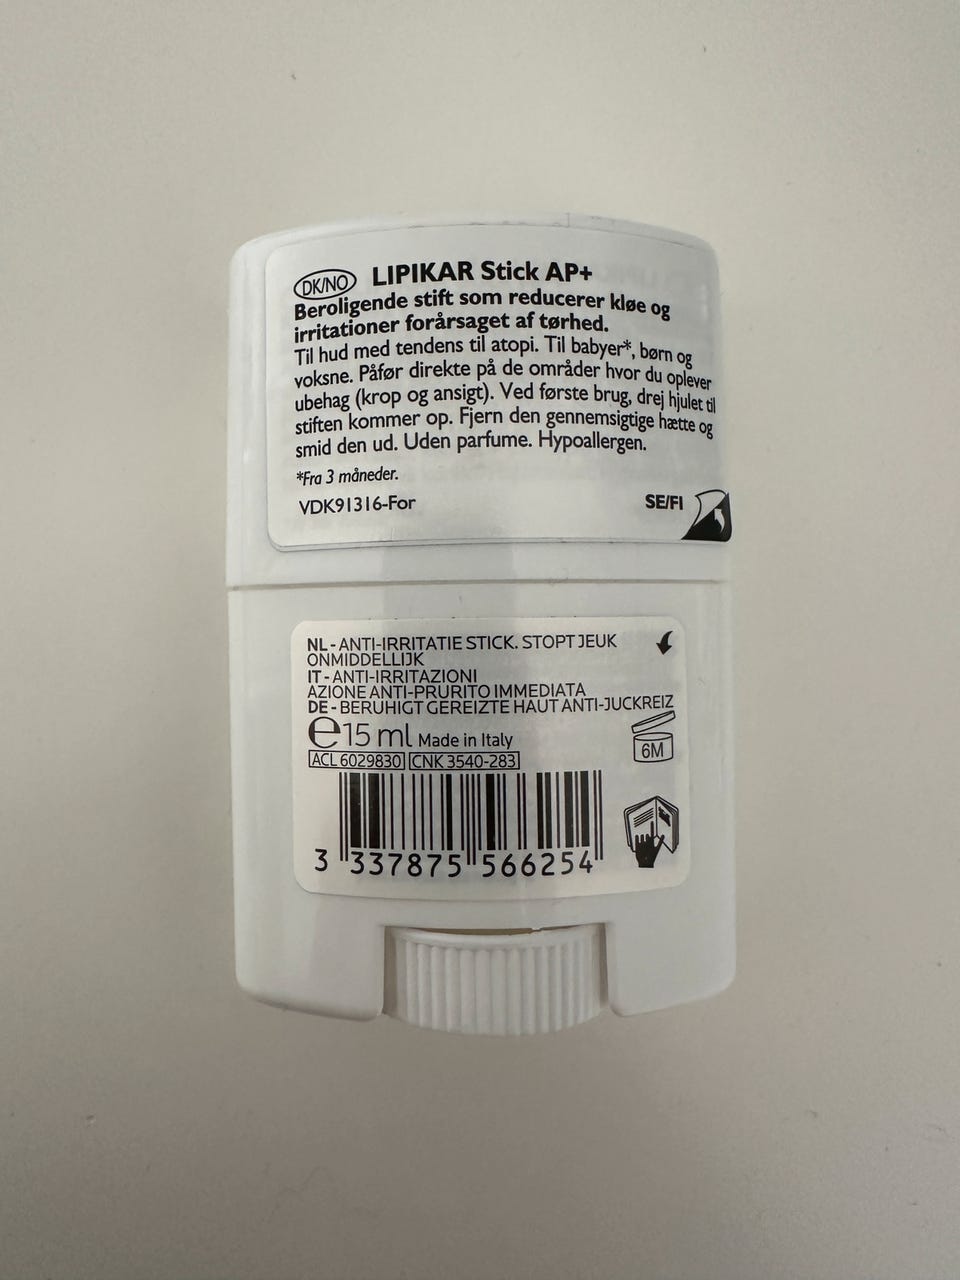 DK/NO LIPIKAR Stick AP+
Beroligende stift som reducerer kløe og
irritationer forårsaget af tørhed.
Til hud med tendens til atopi. Til babyer*, børn og
voksne. Påfør direkte på de områder hvor du oplever
ubehag (krop og ansigt). Ved første brug, drej hjulet til
stiften kommer op. Fjern den gennemsigtige hætte og
smid den ud. Uden parfume. Hypoallergen.
*Fra 3 måneder.
VDK91316-For SE/FI
NL - ANTI-IRRITATIE STICK. STOPT JEUK
ONMIDDELLIJK
IT - ANTI-IRRITAZIONI
AZIONE ANTI-PRURITO IMMEDIATA
DE - BERUHIGT GEREIZTE HAUT ANTI-JUCKREIZ
℮15 ml Made in Italy
6M
ACL 6029830 CNK 3540-283
3 337875 566254